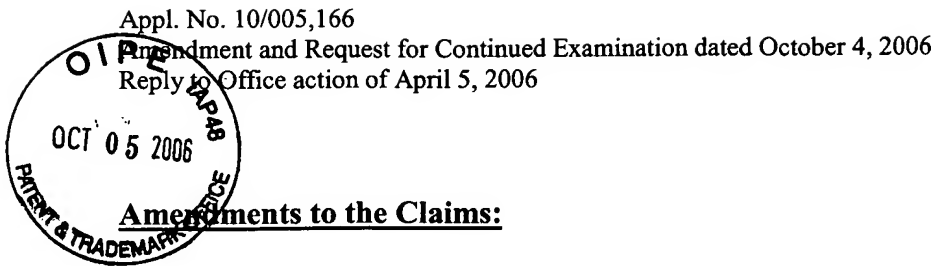 Appl. No. 10/005,166
Amendment and Request for Continued Examination dated October 4, 2006
Reply to Office action of April 5, 2006
OIPE
IAP48
OCT 05 2006
PATENT & TRADEMARK OFFICE
Amendments to the Claims: